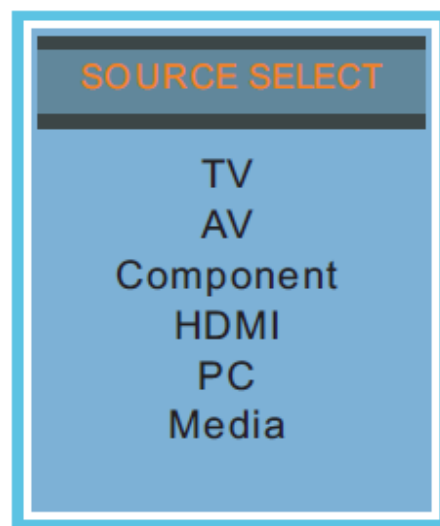 SOURCE SELECT
TV
AV
Component
HDMI
PC
Media